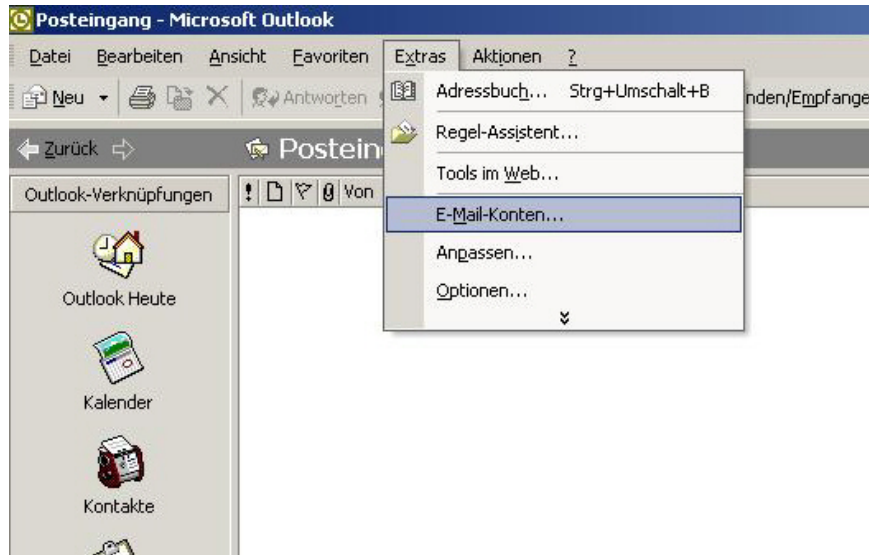 Posteingang - Microsoft Outlook
Datei Bearbeiten Ansicht Favoriten Extras Aktionen ?
Neu Antworten nden/Empfange
Adressbuch... Strg+Umschalt+B
Regel-Assistent...
Zurück Postein
Tools im Web...
Outlook-Verknüpfungen ! Von
E-Mail-Konten...
Anpassen...
Optionen...
Outlook Heute
Kalender
Kontakte